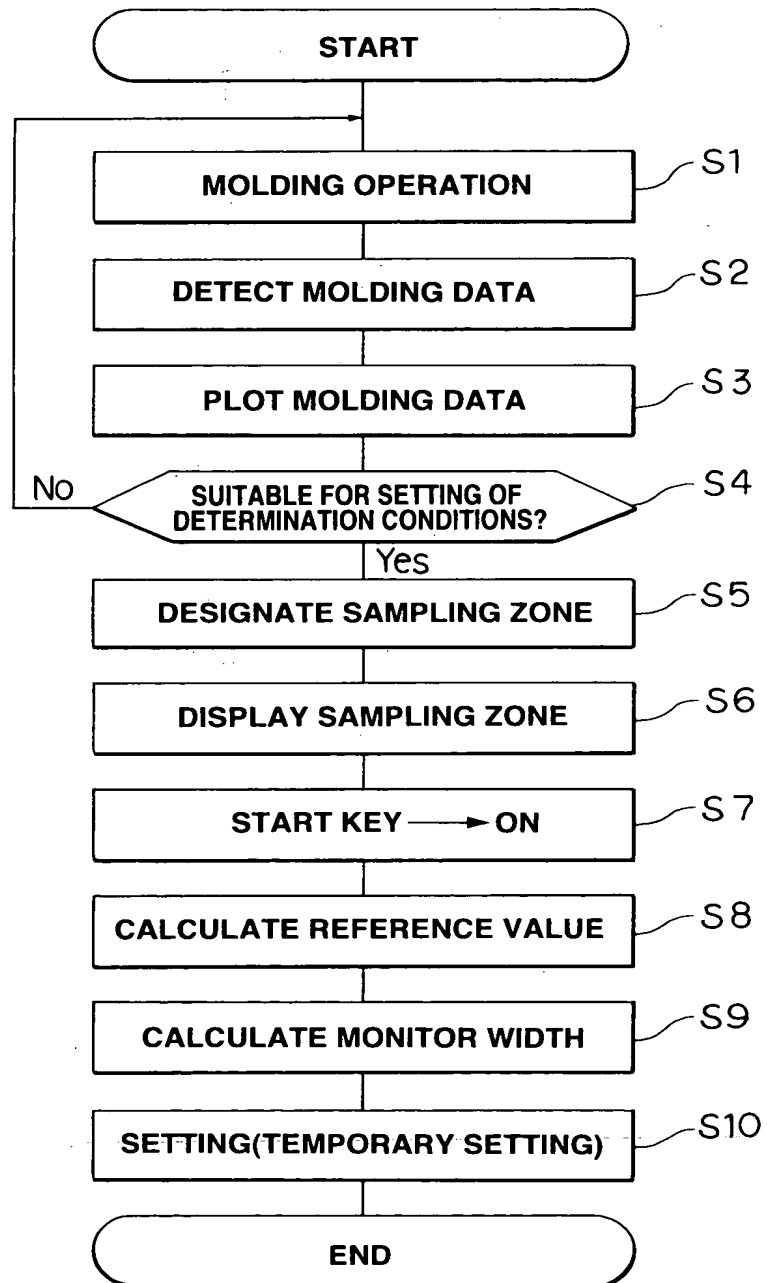 START
MOLDING OPERATION
S1
DETECT MOLDING DATA
S2
PLOT MOLDING DATA
S3
No
SUITABLE FOR SETTING OF
DETERMINATION CONDITIONS?
S4
Yes
DESIGNATE SAMPLING ZONE
S5
DISPLAY SAMPLING ZONE
S6
START KEY → ON
S7
CALCULATE REFERENCE VALUE
S8
CALCULATE MONITOR WIDTH
S9
SETTING(TEMPORARY SETTING)
S10
END